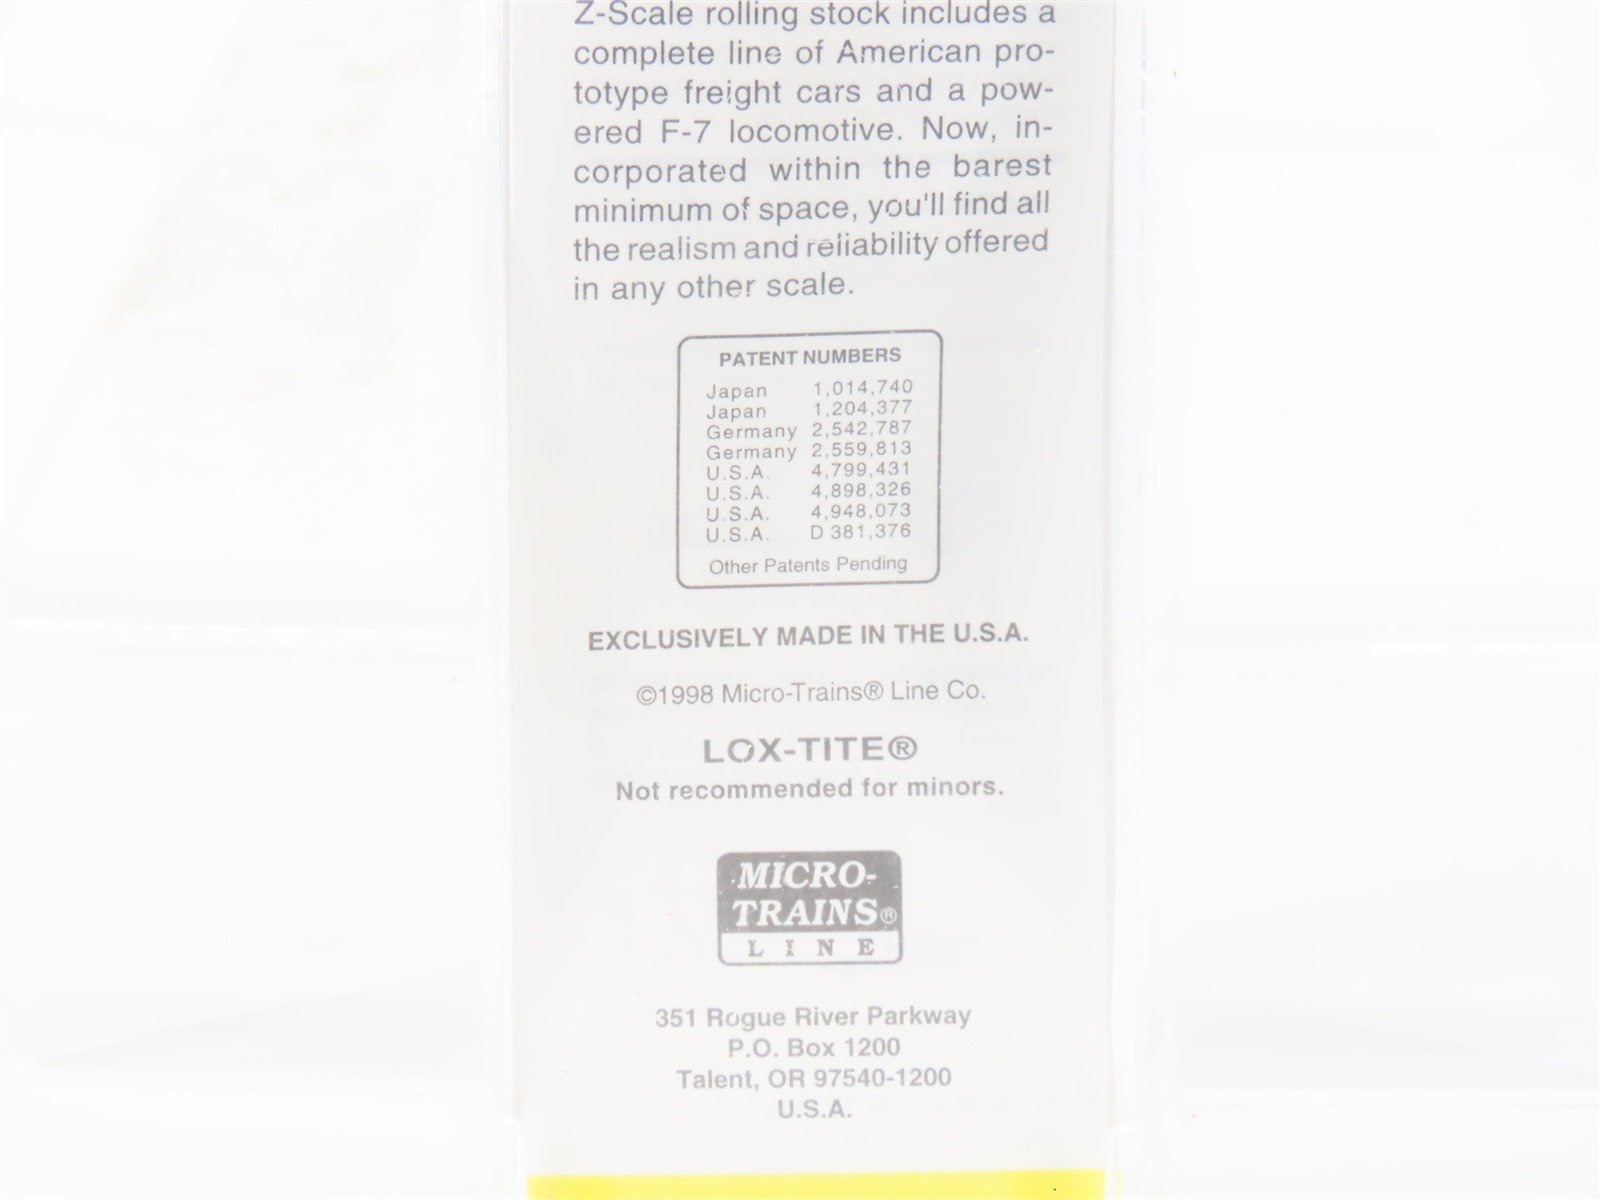 Z-Scale rolling stock includes a
complete line of American pro-
totype freight cars and a pow-
ered F-7 locomotive. Now, in-
corporated within the barest
minimum of space, you'll find all
the realism and reliability offered
in any other scale.
PATENT NUMBERS
Japan 1,014,740
Japan 1,204,377
Germany 2,542,787
Germany 2,559,813
U.S.A. 4,799,431
U.S.A. 4,898,326
U.S.A. 4,948,073
U.S.A. D 381,376
Other Patents Pending
EXCLUSIVELY MADE IN THE U.S.A.
©1998 Micro-Trains® Line Co.
LOX-TITE®
Not recommended for minors.
MICRO-
TRAINS®
LINE
351 Rogue River Parkway
P.O. Box 1200
Talent, OR 97540-1200
U.S.A.